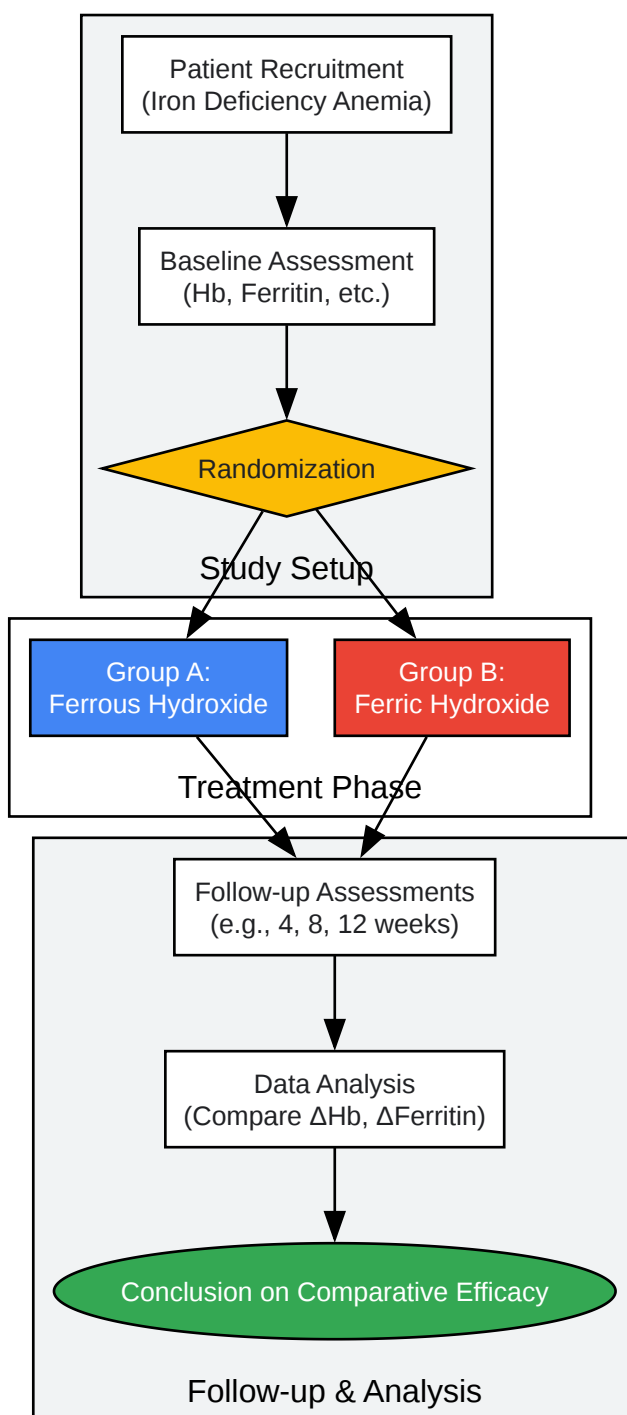 Patient Recruitment
(Iron Deficiency Anemia)
Baseline Assessment
(Hb, Ferritin, etc.)
Randomization
Study Setup
Group A:
Ferrous Hydroxide
Group B:
Ferric Hydroxide
Treatment Phase
Follow-up Assessments
(e.g., 4, 8, 12 weeks)
Data Analysis
(Compare ΔHb, ΔFerritin)
Conclusion on Comparative Efficacy
Follow-up & Analysis